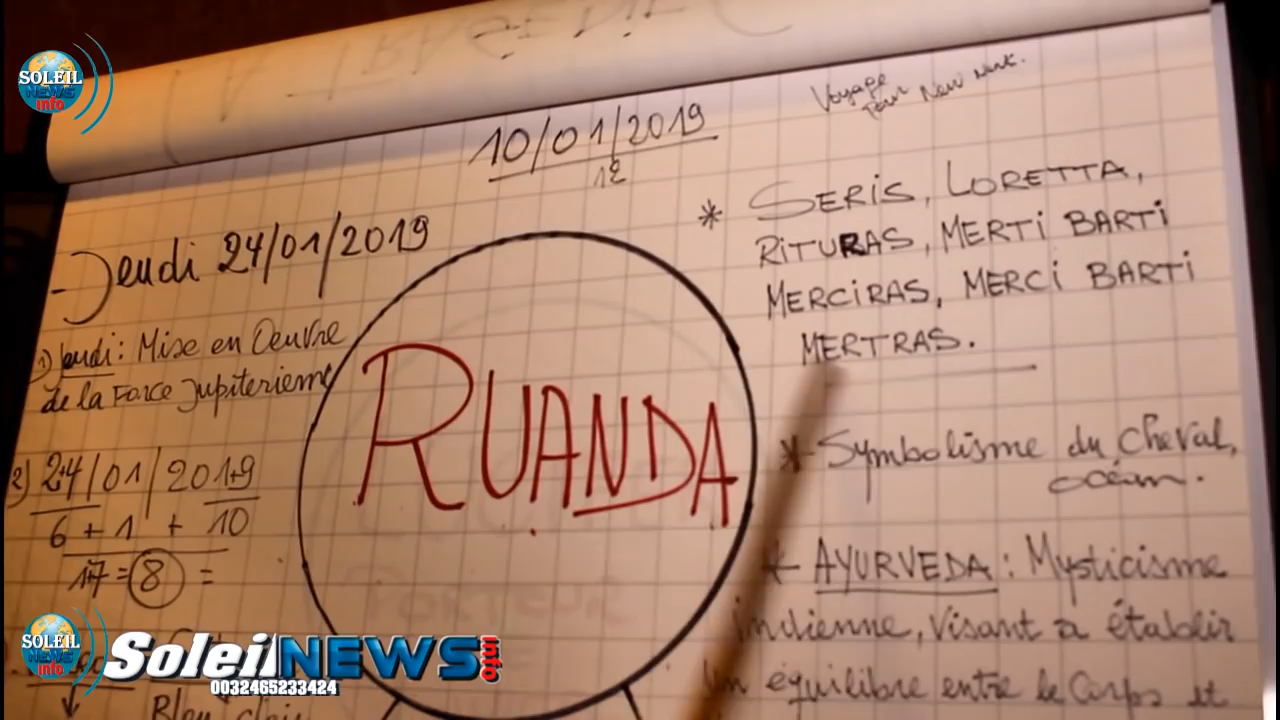 SOLEIL
NEWS
info
Voyage
pour New
10/01/2019
12
- Jeudi 24/01/2019
1) Jeudi : Mise en Oeuvre
de la Force Jupiterienne
2) 24/01/2019
6 + 1 + 10
17 = 8 =
RUANDA
* SERiS, LORETTA,
RiTURAS, MERTi BARTi
MERCiRAS, MERCi BARTi
MERTRAS.
* Symbolisme du Cheval,
océan.
* AYURVEDA : Mysticisme
indienne, visant a établir
un équilibre entre le Corps et
Bleu clair
SOLEIL
NEWS
info
SoleilNEWS info
0032465233424